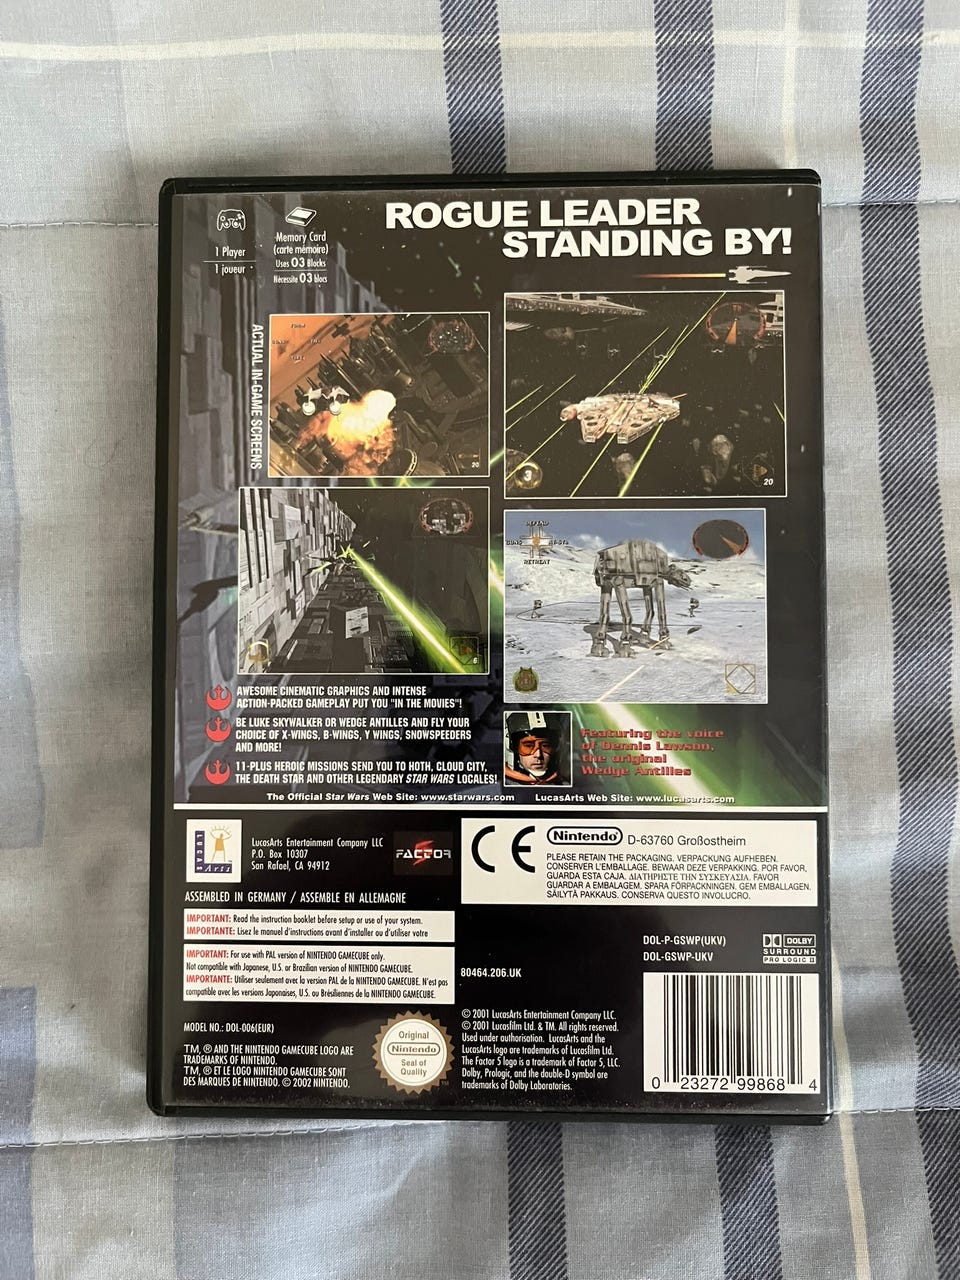 ROGUE LEADER
STANDING BY!
1 Player
1 joueur
Memory Card
(carte mémoire)
Uses 03 Blocks
Nécessite 03 blocs
ACTUAL IN-GAME SCREENS
20
3
20
6
DEFEND
GUNS
AT-STs
RETREAT
AWESOME CINEMATIC GRAPHICS AND INTENSE
ACTION-PACKED GAMEPLAY PUT YOU "IN THE MOVIES"!
BE LUKE SKYWALKER OR WEDGE ANTILLES AND FLY YOUR
CHOICE OF X-WINGS, B-WINGS, Y WINGS, SNOWSPEEDERS
AND MORE!
11-PLUS HEROIC MISSIONS SEND YOU TO HOTH, CLOUD CITY,
THE DEATH STAR AND OTHER LEGENDARY STAR WARS LOCALES!
Featuring the voice
of Dennis Lawson,
the original
Wedge Antilles
The Official Star Wars Web Site: www.starwars.com LucasArts Web Site: www.lucasarts.com
LUCAS
Arts
LucasArts Entertainment Company LLC
P.O. Box 10307
San Rafael, CA 94912
FACTOR 5
CE
Nintendo D-63760 Großostheim
PLEASE RETAIN THE PACKAGING. VERPACKUNG AUFHEBEN.
CONSERVER L'EMBALLAGE. BEWAAR DEZE VERPAKKING. POR FAVOR,
GUARDA ESTA CAJA. ΔΙΑΤΗΡΗΣΤΕ ΤΗΝ ΣΥΣΚΕΥΑΣΙΑ. FAVOR
GUARDAR A EMBALAGEM. SPARA FÖRPACKNINGEN. GEM EMBALLAGEN.
SÄILYTÄ PAKKAUS. CONSERVA QUESTO INVOLUCRO.
ASSEMBLED IN GERMANY / ASSEMBLE EN ALLEMAGNE
IMPORTANT: Read the instruction booklet before setup or use of your system.
IMPORTANTE: Lisez le manuel d'instructions avant d'installer ou d'utiliser votre
IMPORTANT: For use with PAL version of NINTENDO GAMECUBE only.
Not compatible with Japanese, U.S. or Brazilian version of NINTENDO GAMECUBE.
IMPORTANTE: Utiliser seulement avec la version PAL de la NINTENDO GAMECUBE. N'est pas
compatible avec les versions Japonaises, U.S. ou Brésiliennes de la NINTENDO GAMECUBE.
80464.206.UK
DOL-P-GSWP(UKV)
DOL-GSWP-UKV
DOLBY
SURROUND
PRO LOGIC II
MODEL NO.: DOL-006(EUR)
TM, ® AND THE NINTENDO GAMECUBE LOGO ARE
TRADEMARKS OF NINTENDO.
TM, ® ET LE LOGO NINTENDO GAMECUBE SONT
DES MARQUES DE NINTENDO. © 2002 NINTENDO.
Original
Nintendo
Seal of
Quality
TM
© 2001 LucasArts Entertainment Company LLC.
© 2001 Lucasfilm Ltd. & TM. All rights reserved.
Used under authorisation. LucasArts and the
LucasArts logo are trademarks of Lucasfilm Ltd.
The Factor 5 logo is a trademark of Factor 5, LLC.
Dolby, Prologic, and the double-D symbol are
trademarks of Dolby Laboratories.
0 23272 99868 4